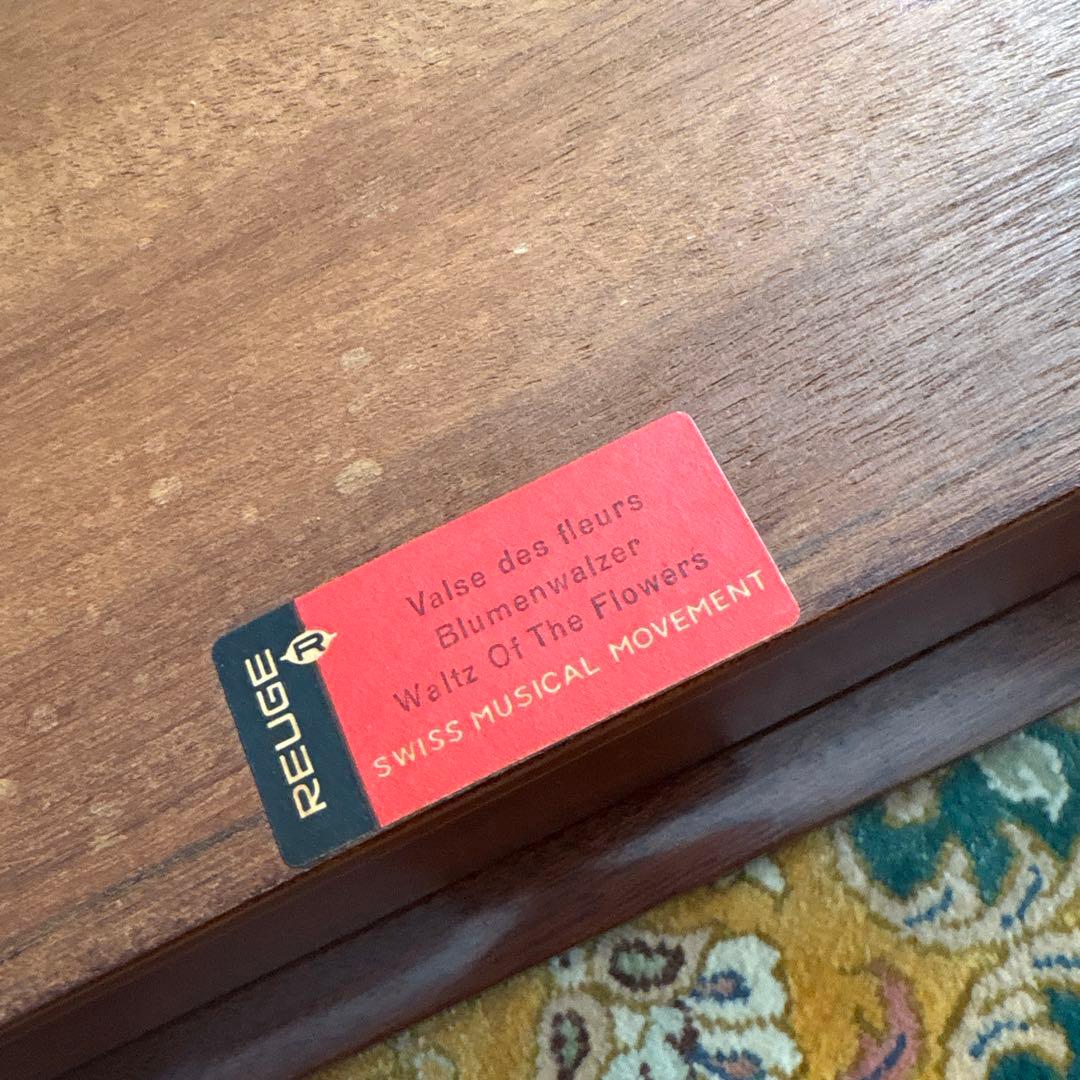 REUGE
R
Valse des fleurs
Blumenwalzer
Waltz Of The Flowers
SWISS MUSICAL MOVEMENT